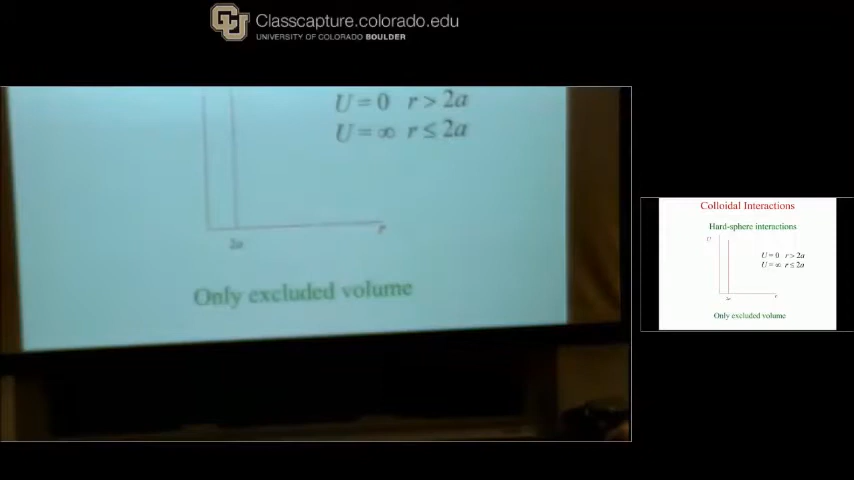 Classcapture.colorado.edu
UNIVERSITY OF COLORADO BOULDER
U = 0 r > 2a
U = ∞ r ≤ 2a
r
2a
Only excluded volume
Colloidal Interactions
Hard-sphere interactions
U
U = 0 r > 2a
U = ∞ r ≤ 2a
2a
r
Only excluded volume